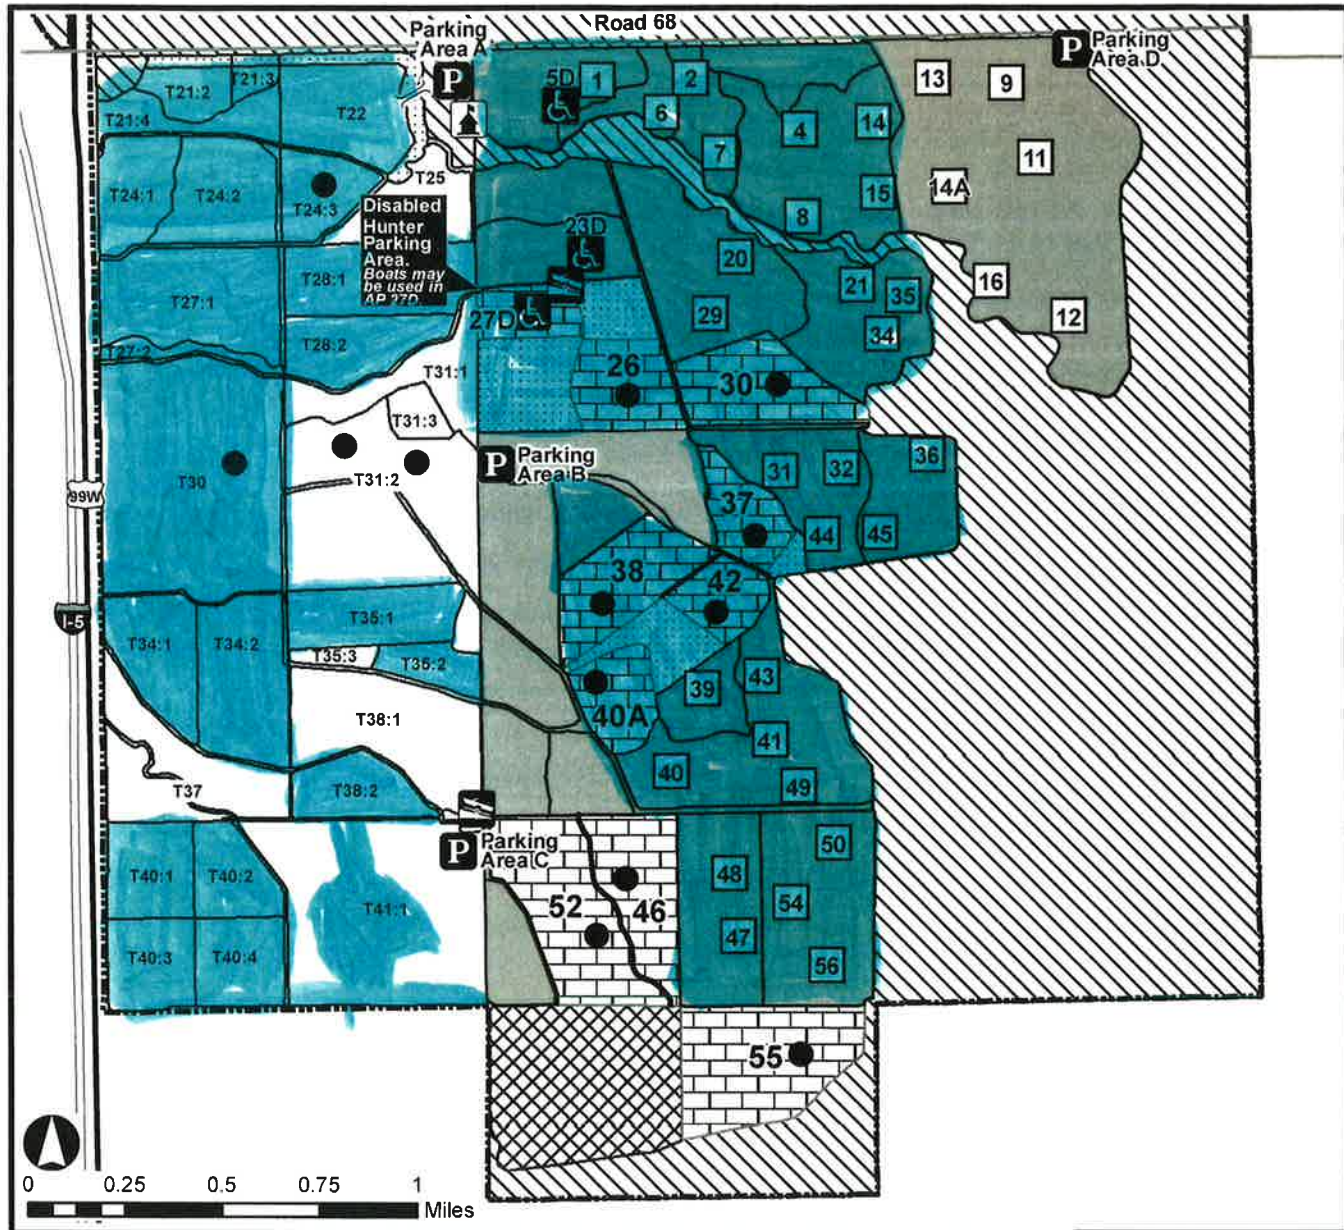 Road 68
Parking
Area A
P
P
Parking
Area D
T21:2
T21:3
T21:4
T22
5D
1
2
6
7
4
14
13
9
11
14A
15
8
T24:1
T24:2
T24:3
T25
Disabled
Hunter
Parking
Area.
Boats may
be used in
AP 27D
23D
20
21
35
16
12
T27:1
T28:1
27D
29
34
T27:2
T28:2
T31:1
26
30
T31:3
P
Parking
Area B
31
32
36
T30
T31:2
99W
37
44
45
38
42
I-5
T34:1
T34:2
T35:1
T35:3
T35:2
39
43
40A
T38:1
41
40
49
T37
T38:2
P
Parking
Area C
50
T40:1
T40:2
T41:1
52
46
48
54
47
T40:3
T40:4
56
55
0 0.25 0.5 0.75 1
Miles